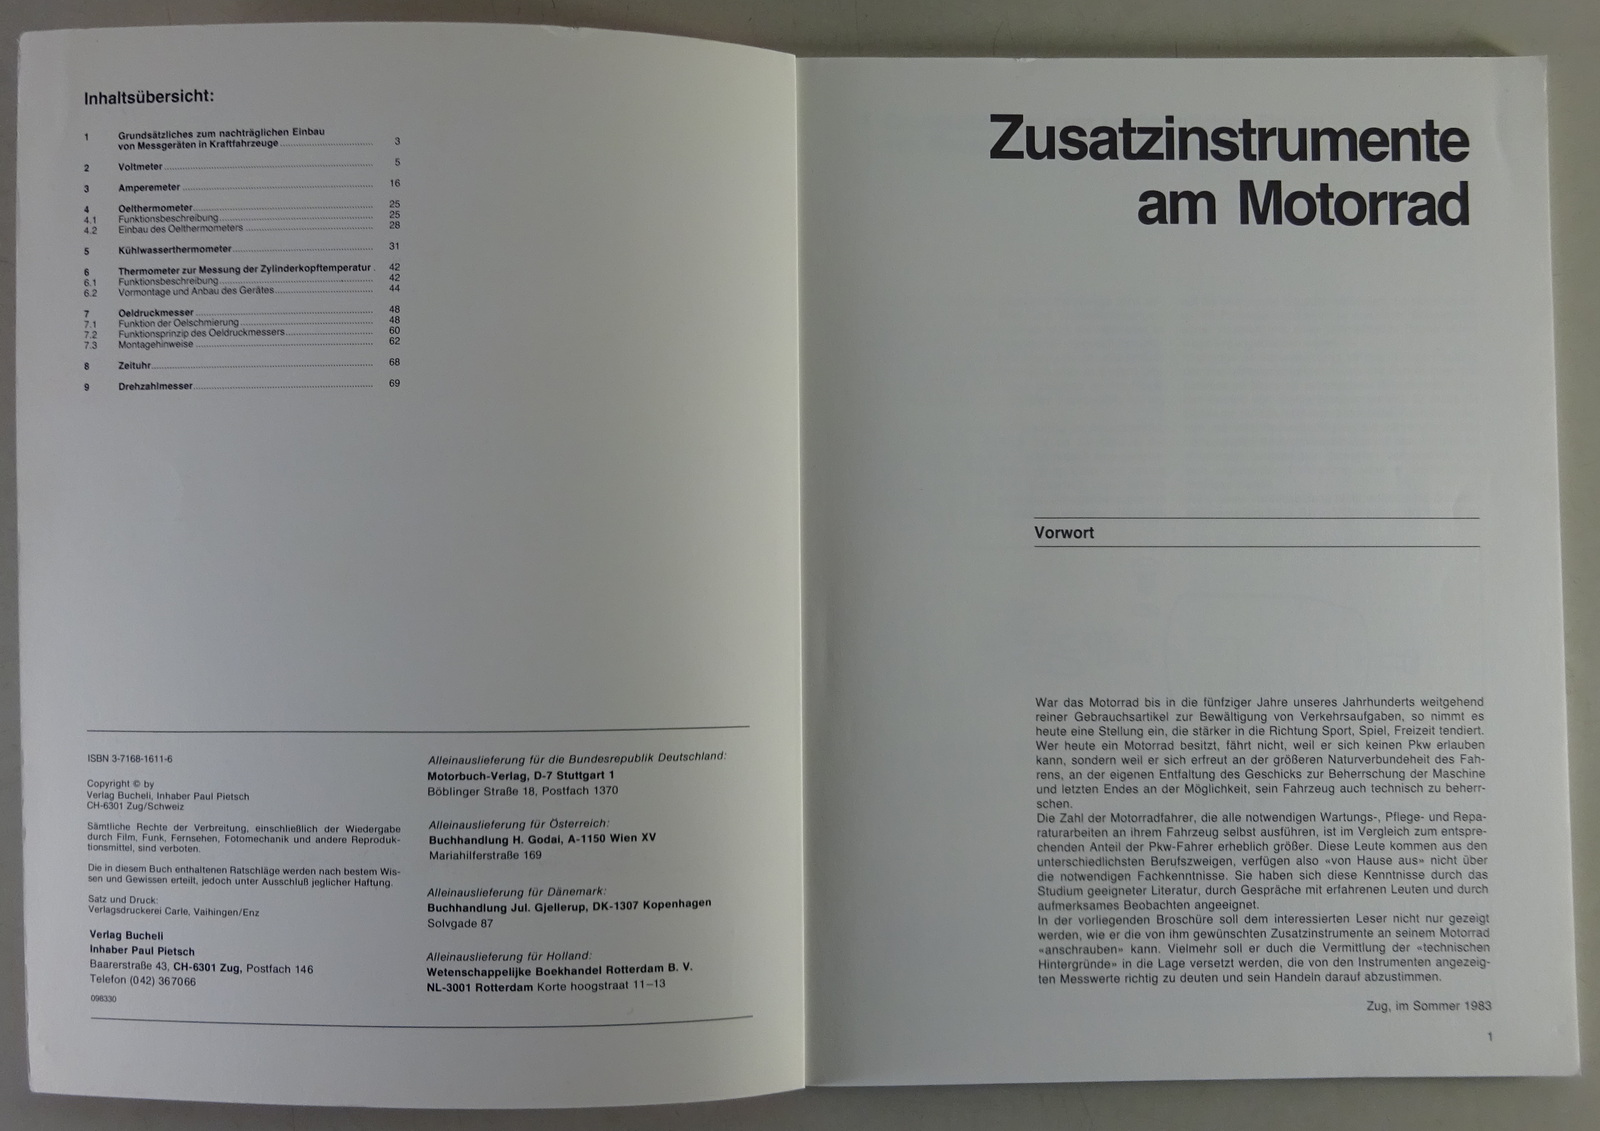 Inhaltsübersicht:
1 Grundsätzliches zum nachträglichen Einbau
von Messgeräten in Kraftfahrzeuge 3
2 Voltmeter 5
3 Amperemeter 16
4 Oelthermometer 25
4.1 Funktionsbeschreibung 25
4.2 Einbau des Oelthermometers 28
5 Kühlwasserthermometer 31
6 Thermometer zur Messung der Zylinderkopftemperatur 42
6.1 Funktionsbeschreibung 42
6.2 Vormontage und Anbau des Gerätes 44
7 Oeldruckmesser 48
7.1 Funktion der Oelschmierung 48
7.2 Funktionsprinzip des Oeldruckmessers 60
7.3 Montagehinweise 62
8 Zeituhr 68
9 Drehzahlmesser 69
ISBN 3-7168-1611-6
Copyright © by
Verlag Bucheli, Inhaber Paul Pietsch
CH-6301 Zug/Schweiz
Sämtliche Rechte der Verbreitung, einschließlich der Wiedergabe
durch Film, Funk, Fernsehen, Fotomechanik und andere Reproduk-
tionsmittel, sind verboten.
Die in diesem Buch enthaltenen Ratschläge werden nach bestem Wis-
sen und Gewissen erteilt, jedoch unter Ausschluß jeglicher Haftung.
Satz und Druck:
Verlagsdruckerei Carle, Vaihingen/Enz
Verlag Bucheli
Inhaber Paul Pietsch
Baarerstraße 43, CH-6301 Zug, Postfach 146
Telefon (042) 367066
098330
Alleinauslieferung für die Bundesrepublik Deutschland:
Motorbuch-Verlag, D-7 Stuttgart 1
Böblinger Straße 18, Postfach 1370
Alleinauslieferung für Österreich:
Buchhandlung H. Godai, A-1150 Wien XV
Mariahilferstraße 169
Alleinauslieferung für Dänemark:
Buchhandlung Jul. Gjellerup, DK-1307 Kopenhagen
Solvgade 87
Alleinauslieferung für Holland:
Wetenschappelijke Boekhandel Rotterdam B. V.
NL-3001 Rotterdam Korte hoogstraat 11–13
Zusatzinstrumente
am Motorrad
Vorwort
War das Motorrad bis in die fünfziger Jahre unseres Jahrhunderts weitgehend
reiner Gebrauchsartikel zur Bewältigung von Verkehrsaufgaben, so nimmt es
heute eine Stellung ein, die stärker in die Richtung Sport, Spiel, Freizeit tendiert.
Wer heute ein Motorrad besitzt, fährt nicht, weil er sich keinen Pkw erlauben
kann, sondern weil er sich erfreut an der größeren Naturverbundeheit des Fah-
rens, an der eigenen Entfaltung des Geschicks zur Beherrschung der Maschine
und letzten Endes an der Möglichkeit, sein Fahrzeug auch technisch zu beherr-
schen.
Die Zahl der Motorradfahrer, die alle notwendigen Wartungs-, Pflege- und Repa-
raturarbeiten an ihrem Fahrzeug selbst ausführen, ist im Vergleich zum entspre-
chenden Anteil der Pkw-Fahrer erheblich größer. Diese Leute kommen aus den
unterschiedlichsten Berufszweigen, verfügen also «von Hause aus» nicht über
die notwendigen Fachkenntnisse. Sie haben sich diese Kenntnisse durch das
Studium geeigneter Literatur, durch Gespräche mit erfahrenen Leuten und durch
aufmerksames Beobachten angeeignet.
In der vorliegenden Broschüre soll dem interessierten Leser nicht nur gezeigt
werden, wie er die von ihm gewünschten Zusatzinstrumente an seinem Motorrad
«anschrauben» kann. Vielmehr soll er duch die Vermittlung der «technischen
Hintergründe» in die Lage versetzt werden, die von den Instrumenten angezeig-
ten Messwerte richtig zu deuten und sein Handeln darauf abzustimmen.
Zug, im Sommer 1983
1